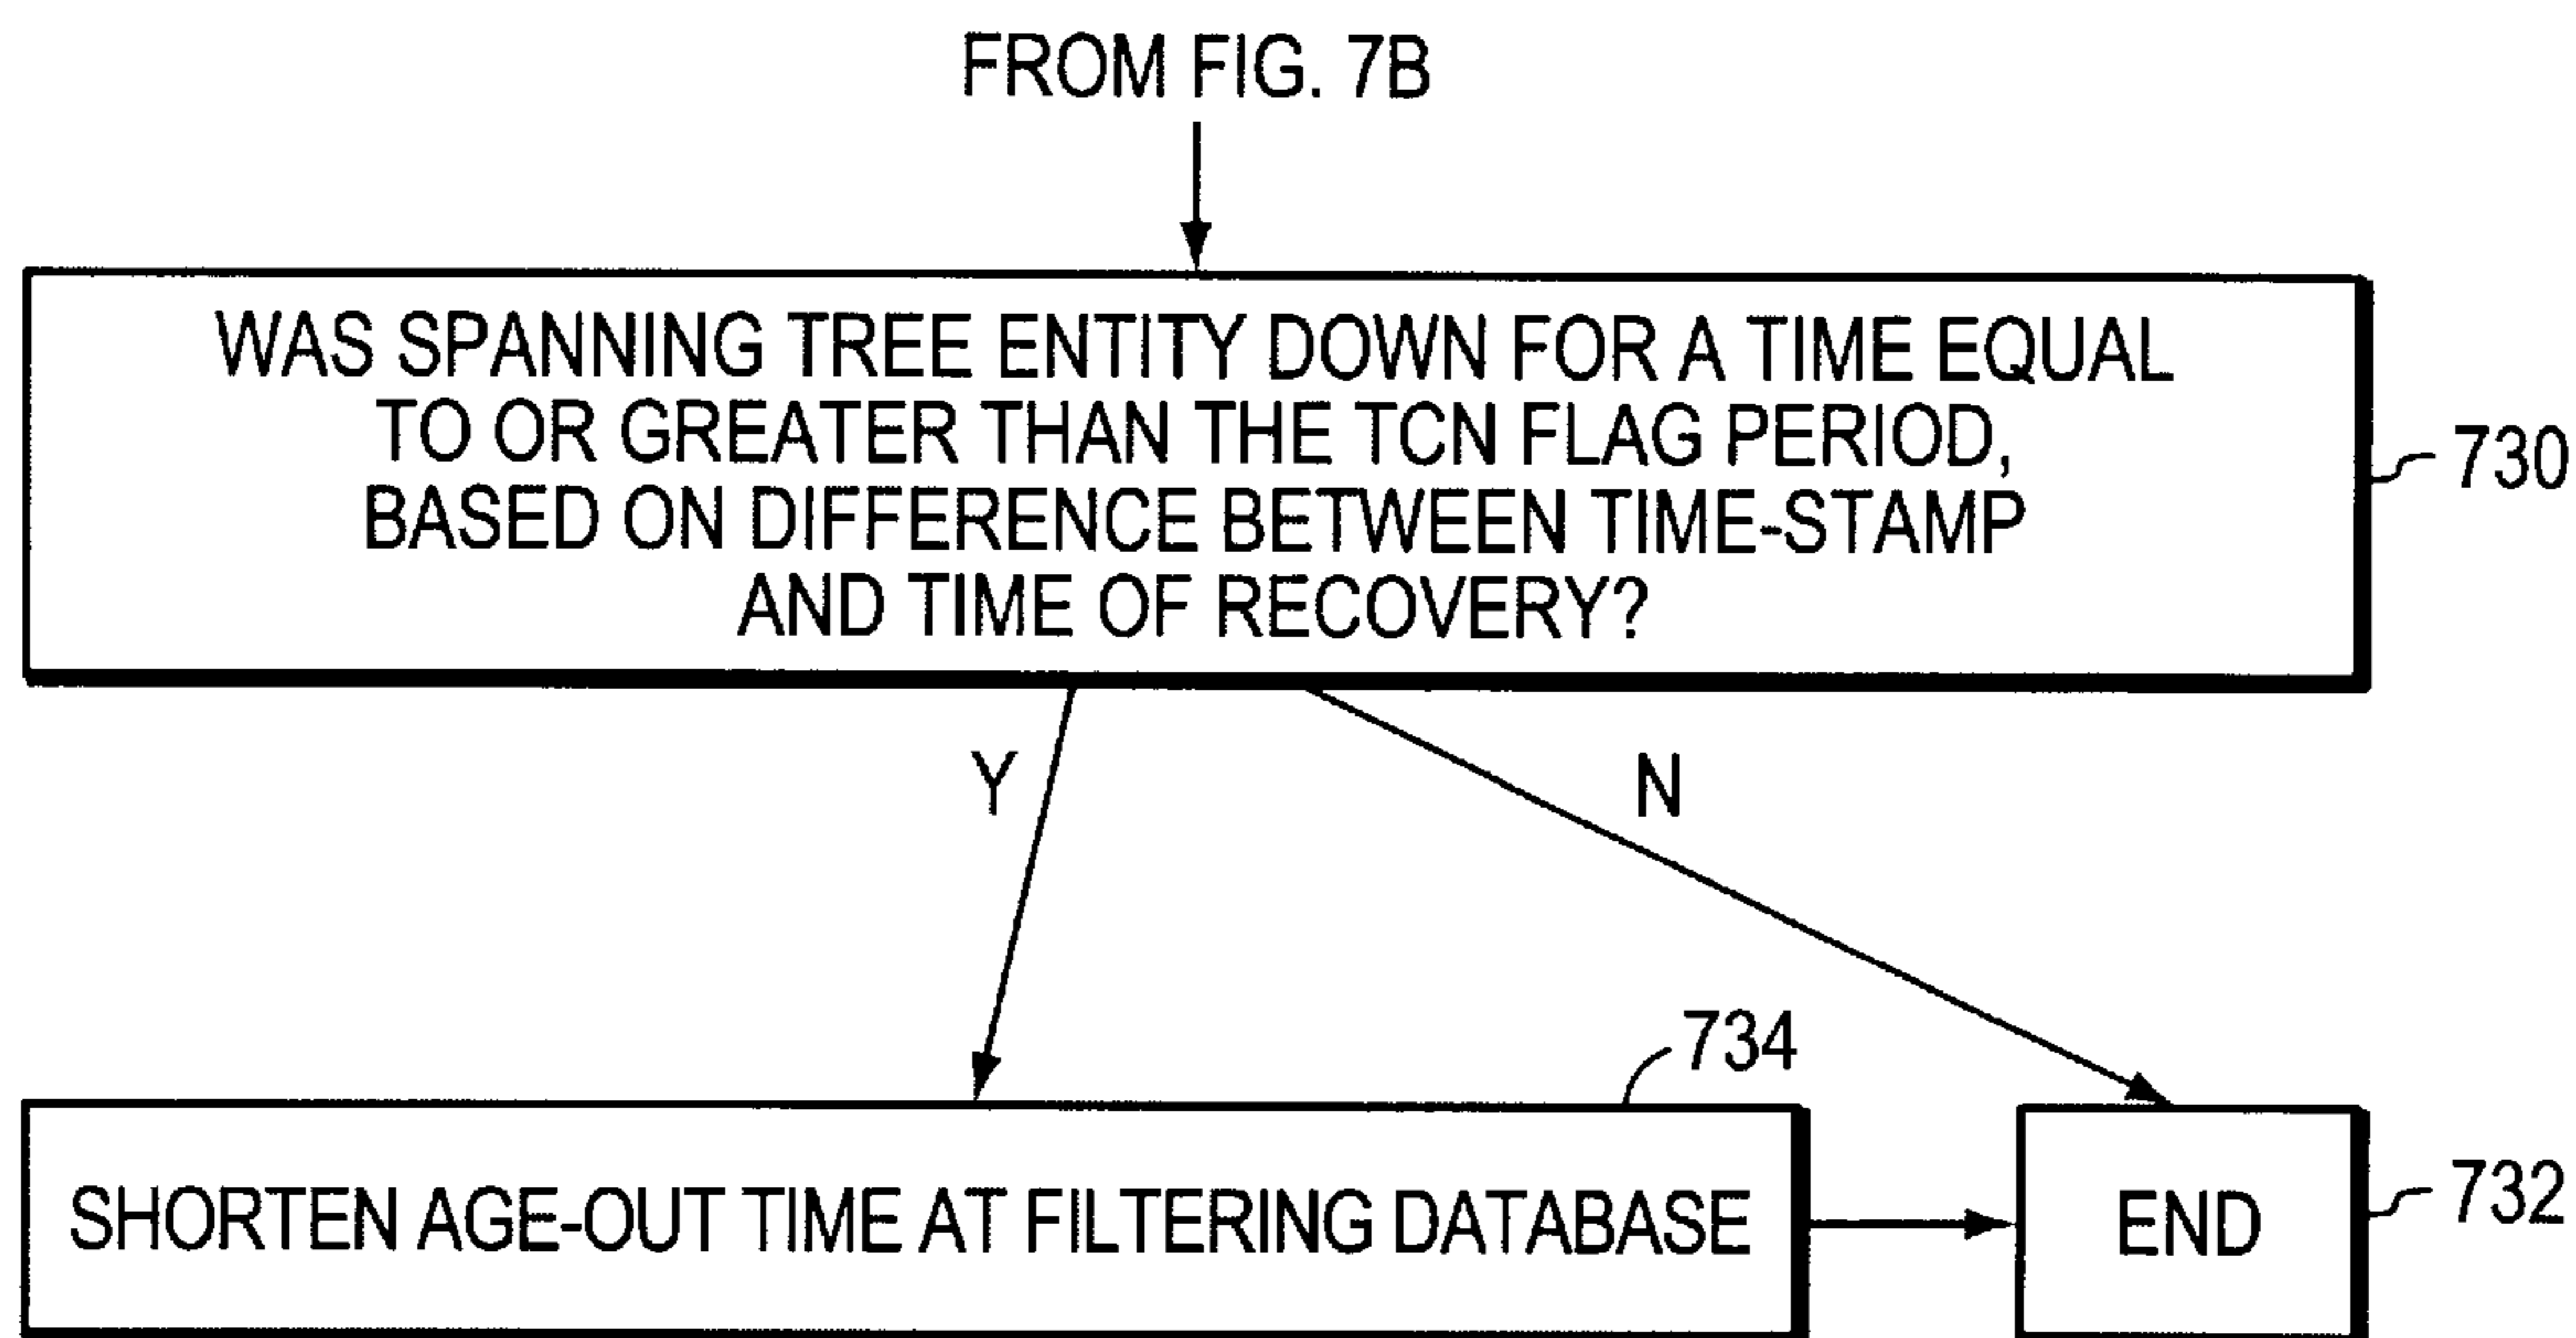 FROM FIG. 7B
WAS SPANNING TREE ENTITY DOWN FOR A TIME EQUAL
TO OR GREATER THAN THE TCN FLAG PERIOD,
BASED ON DIFFERENCE BETWEEN TIME-STAMP
AND TIME OF RECOVERY?
730
Y
N
734
SHORTEN AGE-OUT TIME AT FILTERING DATABASE
END
732